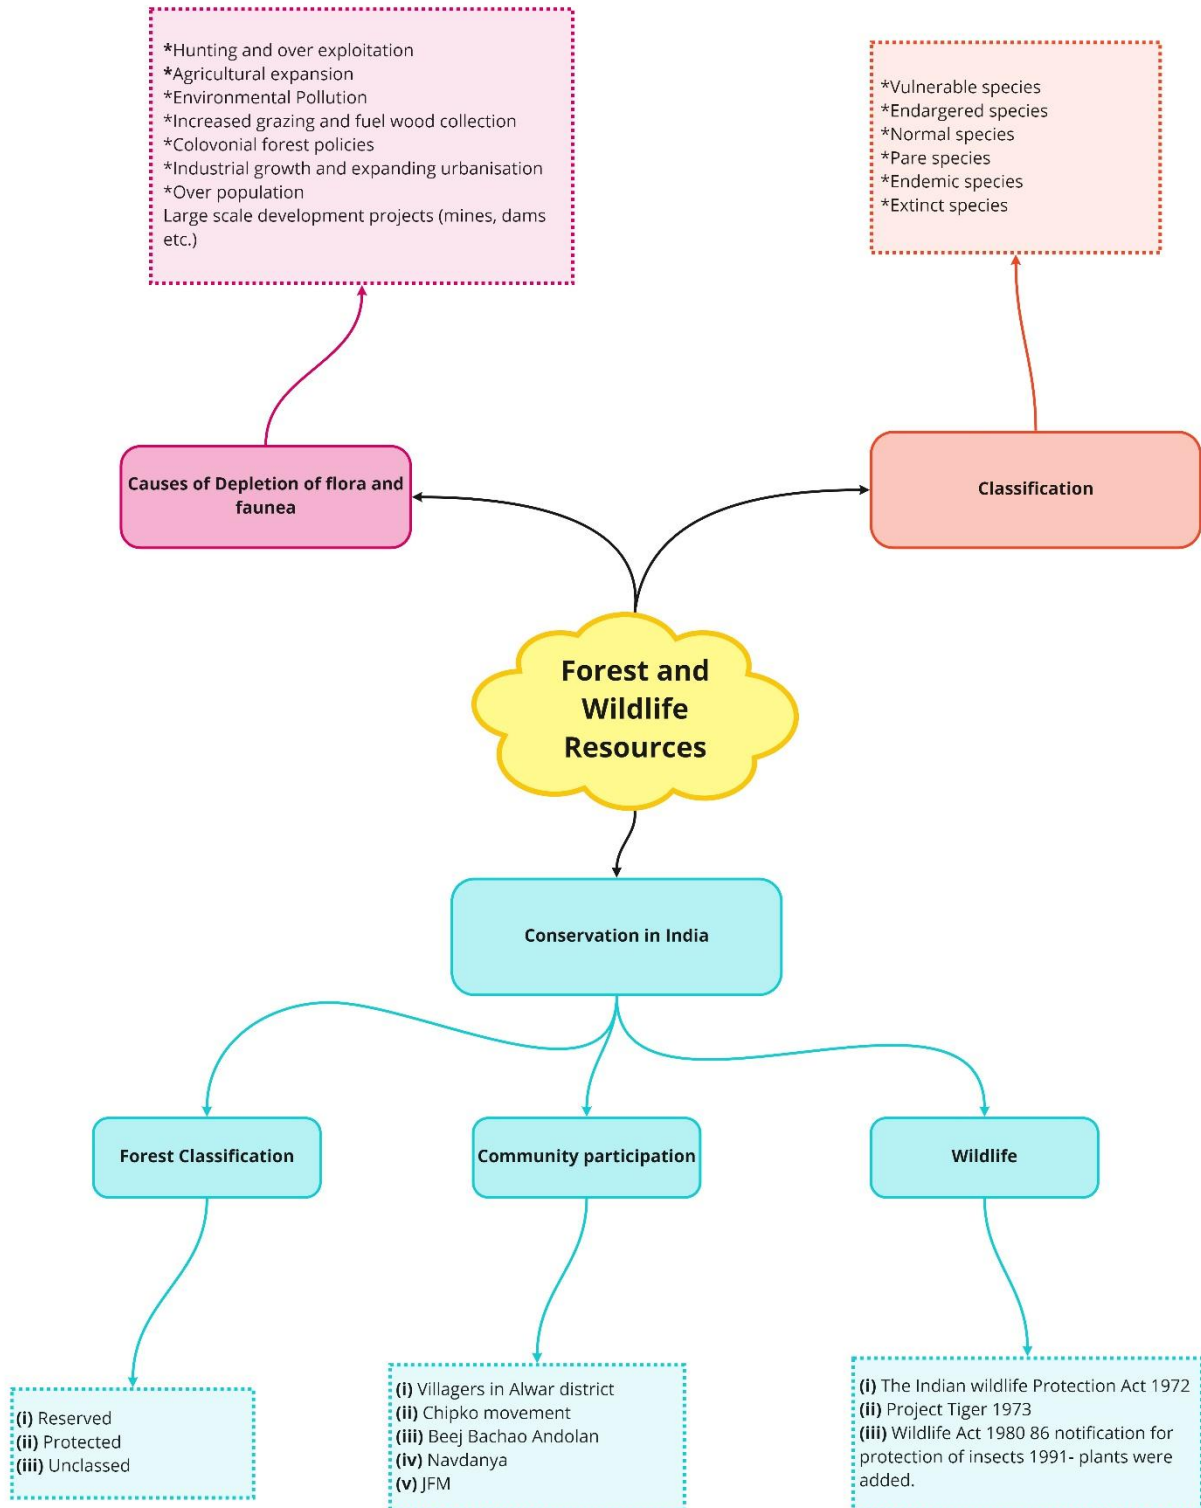 *Hunting and over exploitation
*Agricultural expansion
*Environmental Pollution
*Increased grazing and fuel wood collection
*Colovonial forest policies
*Industrial growth and expanding urbanisation
*Over population
Large scale development projects (mines, dams
etc.)
*Vulnerable species
*Endargered species
*Normal species
*Pare species
*Endemic species
*Extinct species
Causes of Depletion of flora and
faunea
Classification
Forest and
Wildlife
Resources
Conservation in India
Forest Classification
Community participation
Wildlife
(i) Reserved
(ii) Protected
(iii) Unclassed
(i) Villagers in Alwar district
(ii) Chipko movement
(iii) Beej Bachao Andolan
(iv) Navdanya
(v) JFM
(i) The Indian wildlife Protection Act 1972
(ii) Project Tiger 1973
(iii) Wildlife Act 1980 86 notification for
protection of insects 1991- plants were
added.